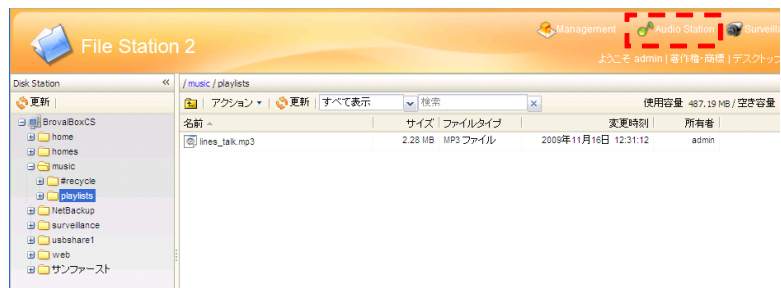 File Station 2
Management Audio Station Surveilla
ようこそ admin | 著作権・商標 | デスクトップ
Disk Station «
/ music / playlists
更新
アクション 更新 すべて表示 検索 使用容量 487.19 MB / 空き容量
名前 サイズ ファイルタイプ 変更時刻 所有者
lines_talk.mp3 2.28 MB MP3 ファイル 2009年11月16日 12:31:12 admin
BrovalBoxCS
home
homes
music
#recycle
playlists
NetBackup
surveillance
usbshare1
web
サンファースト